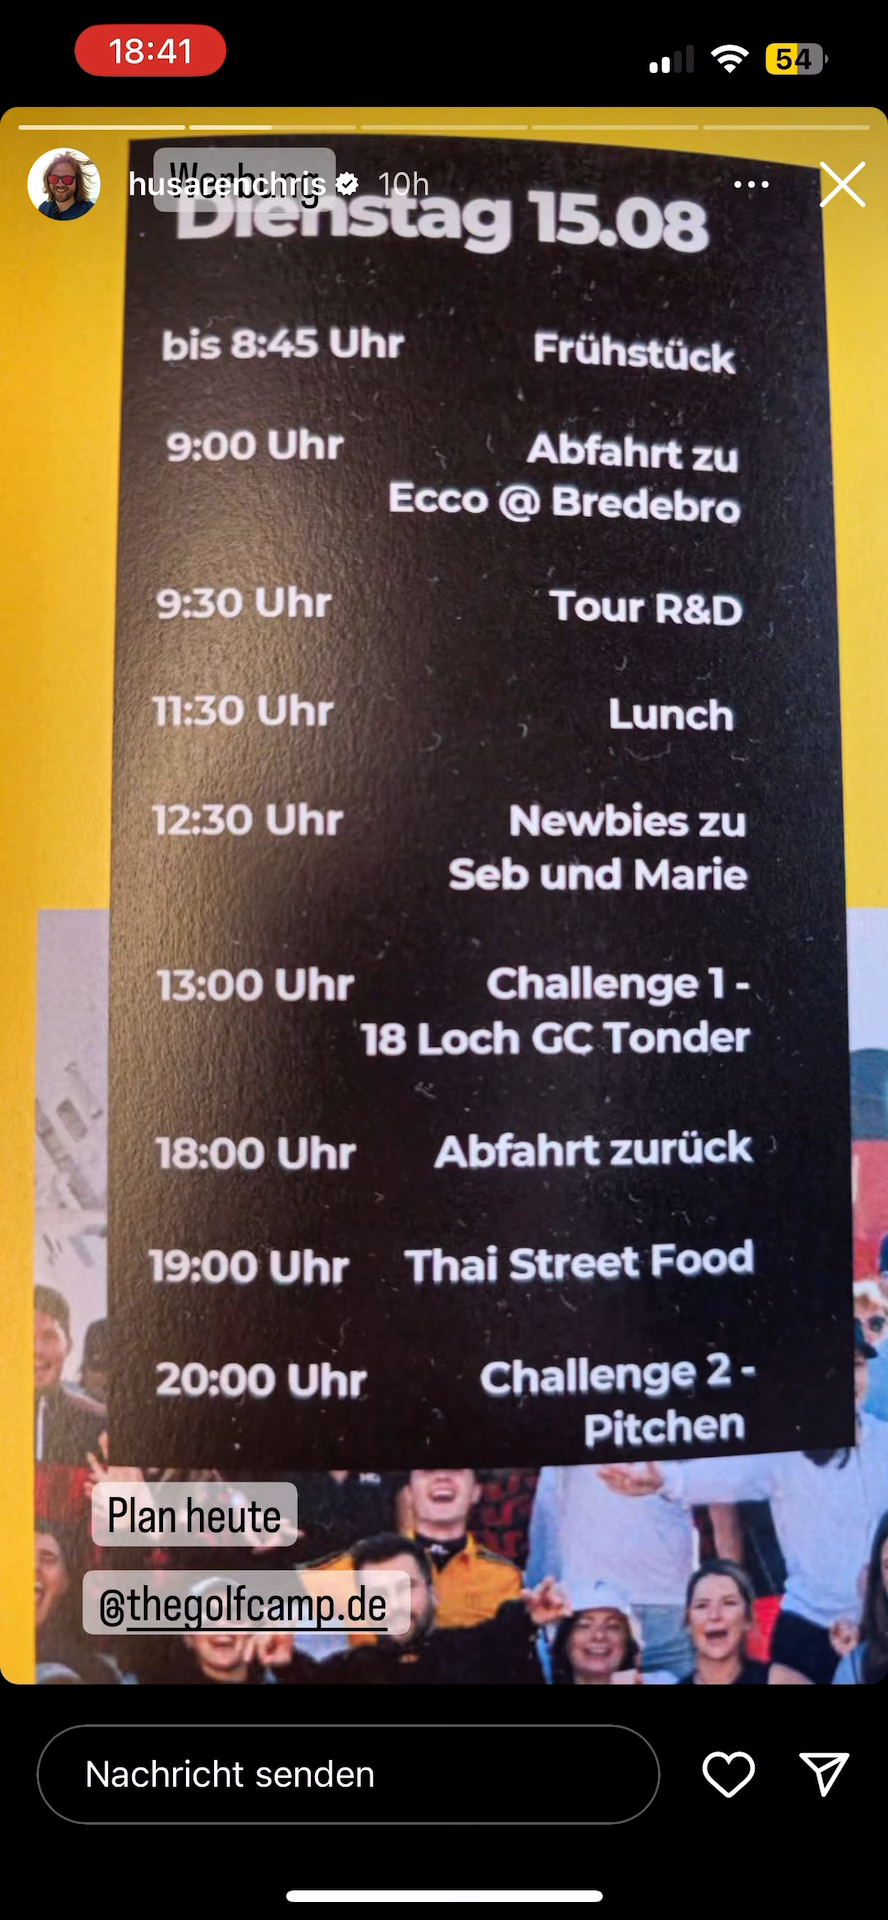 18:41
54
Werbung
husarenchris 10h
Dienstag 15.08
bis 8:45 Uhr Frühstück
9:00 Uhr Abfahrt zu
Ecco @ Bredebro
9:30 Uhr Tour R&D
11:30 Uhr Lunch
12:30 Uhr Newbies zu
Seb und Marie
13:00 Uhr Challenge 1 -
18 Loch GC Tonder
18:00 Uhr Abfahrt zurück
19:00 Uhr Thai Street Food
20:00 Uhr Challenge 2 -
Pitchen
Plan heute
@thegolfcamp.de
Nachricht senden